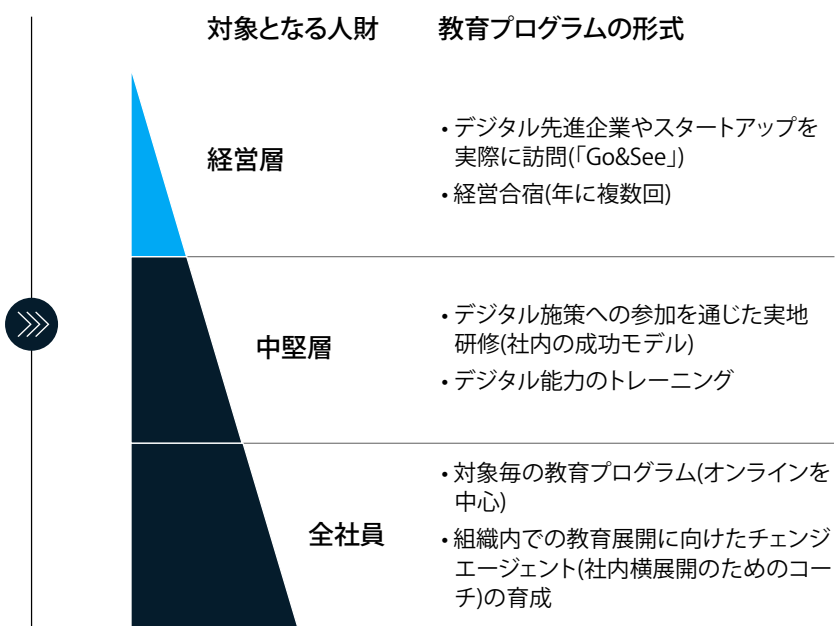 対象となる人財
教育プログラムの形式
経営層
• デジタル先進企業やスタートアップを
実際に訪問(「Go&See」)
• 経営合宿(年に複数回)
中堅層
• デジタル施策への参加を通じた実地
研修(社内の成功モデル)
• デジタル能力のトレーニング
全社員
• 対象毎の教育プログラム(オンラインを
中心)
• 組織内での教育展開に向けたチェンジ
エージェント(社内横展開のためのコー
チ)の育成